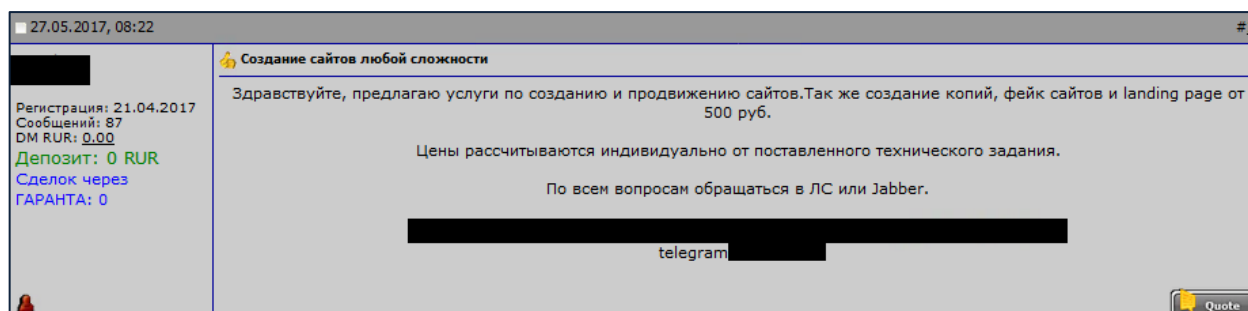 27.05.2017, 08:22
#
Регистрация: 21.04.2017
Сообщений: 87
DM RUR: 0.00
Депозит: 0 RUR
Сделок через
ГАРАНТА: 0
Создание сайтов любой сложности
Здравствуйте, предлагаю услуги по созданию и продвижению сайтов.Так же создание копий, фейк сайтов и landing page от
500 руб.
Цены рассчитываются индивидуально от поставленного технического задания.
По всем вопросам обращаться в ЛС или Jabber.
telegram
Quote